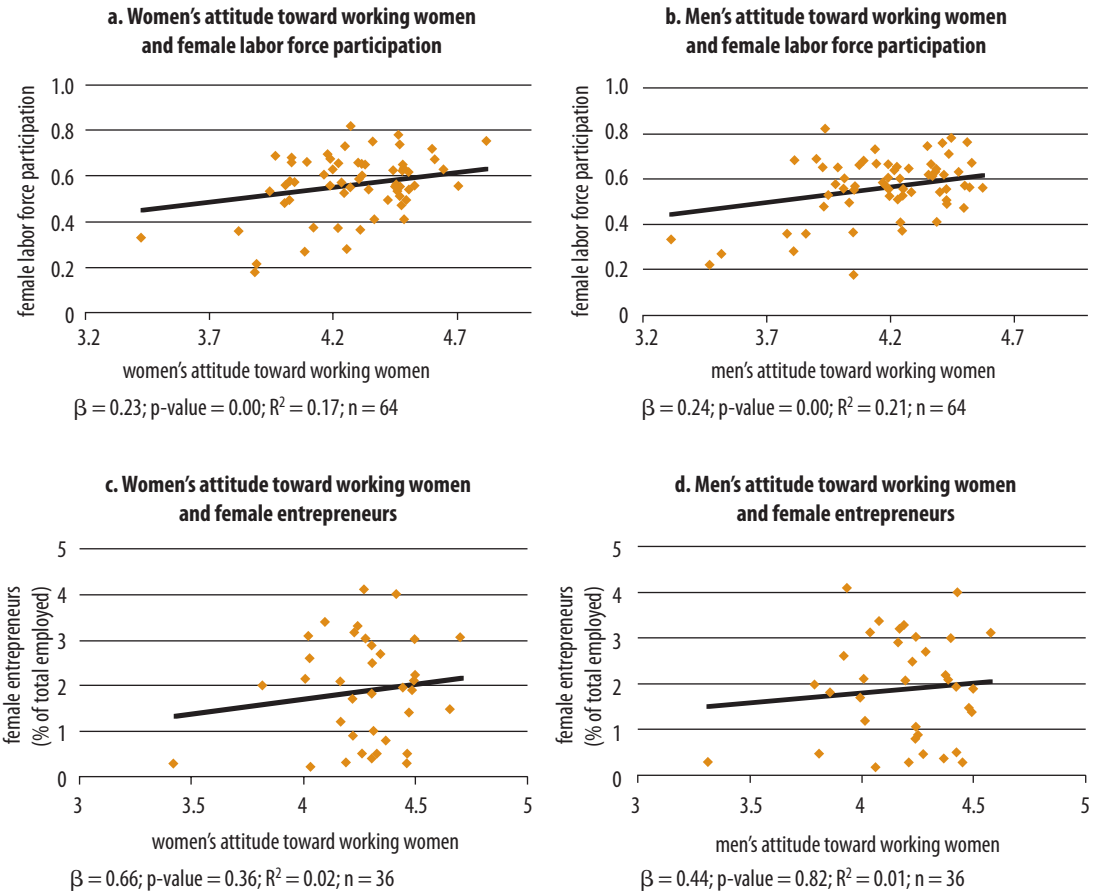 a. Women's attitude toward working women
and female labor force participation
female labor force participation
1.0
0.8
0.6
0.4
0.2
0
3.2 3.7 4.2 4.7
women's attitude toward working women
β = 0.23; p-value = 0.00; R² = 0.17; n = 64
b. Men's attitude toward working women
and female labor force participation
female labor force participation
1.0
0.8
0.6
0.4
0.2
0
3.2 3.7 4.2 4.7
men's attitude toward working women
β = 0.24; p-value = 0.00; R² = 0.21; n = 64
c. Women's attitude toward working women
and female entrepreneurs
female entrepreneurs
(% of total employed)
5
4
3
2
1
0
3 3.5 4 4.5 5
women's attitude toward working women
β = 0.66; p-value = 0.36; R² = 0.02; n = 36
d. Men's attitude toward working women
and female entrepreneurs
female entrepreneurs
(% of total employed)
5
4
3
2
1
0
3 3.5 4 4.5 5
men's attitude toward working women
β = 0.44; p-value = 0.82; R² = 0.01; n = 36